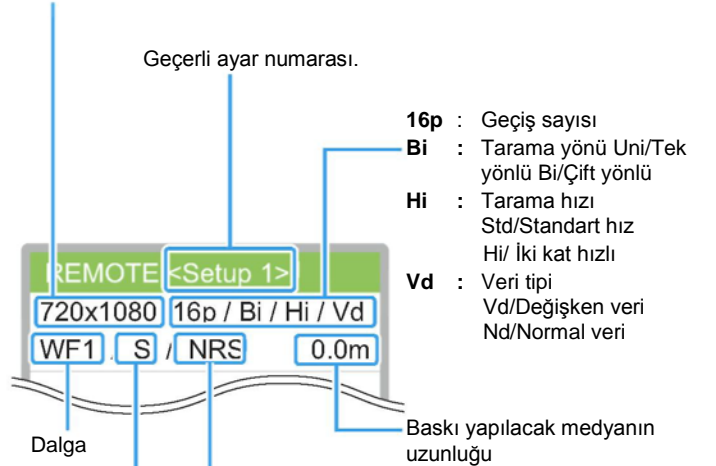 Geçerli ayar numarası.
16p : Geçiş sayısı
Bi : Tarama yönü Uni/Tek
yönlü Bi/Çift yönlü
Hi : Tarama hızı
Std/Standart hız
Hi/ İki kat hızlı
Vd : Veri tipi
Vd/Değişken veri
Nd/Normal veri
REMOTE <Setup 1>
720x1080 16p / Bi / Hi / Vd
WF1 . S / NRS 0.0m
Dalga
Baskı yapılacak medyanın
uzunluğu